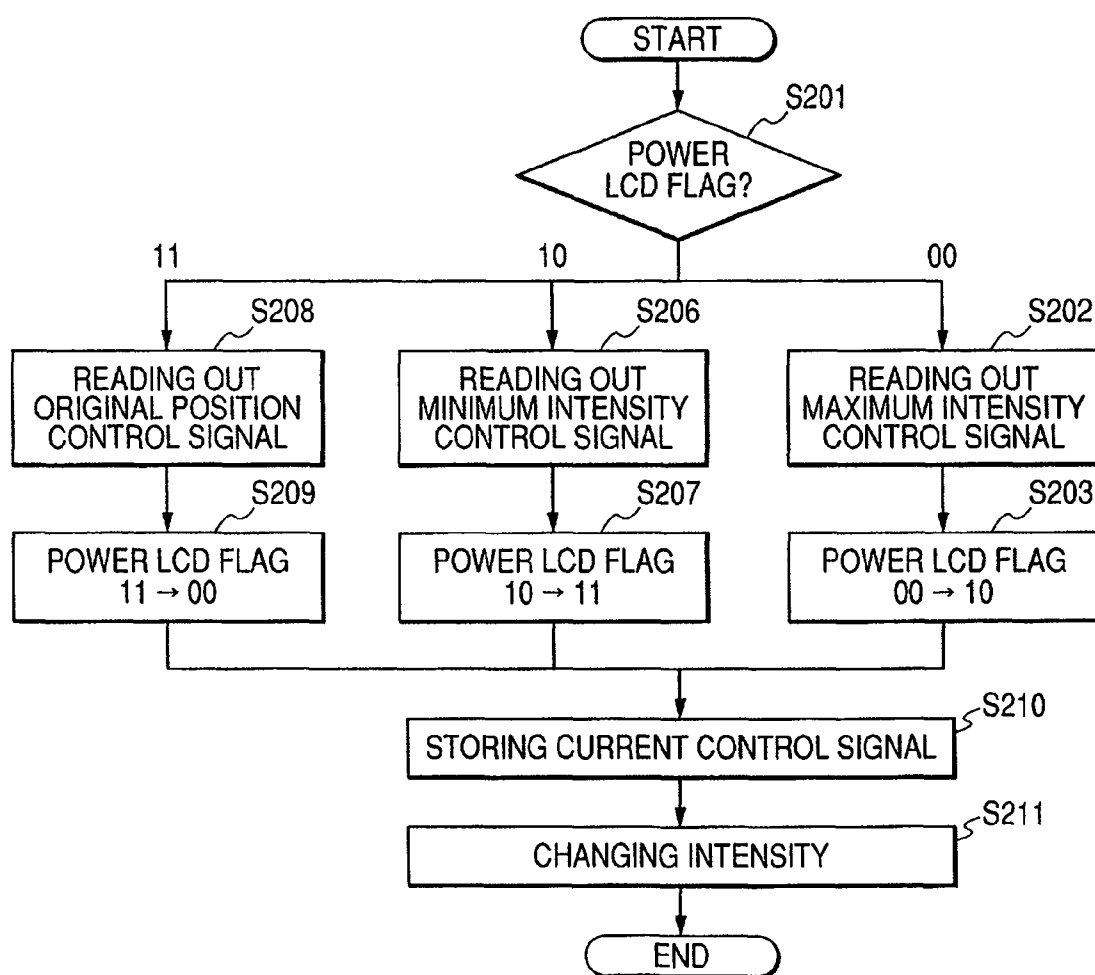 START
S201
POWER
LCD FLAG?
11
10
00
S208
S206
S202
READING OUT
ORIGINAL POSITION
CONTROL SIGNAL
READING OUT
MINIMUM INTENSITY
CONTROL SIGNAL
READING OUT
MAXIMUM INTENSITY
CONTROL SIGNAL
S209
S207
S203
POWER LCD FLAG
11 → 00
POWER LCD FLAG
10 → 11
POWER LCD FLAG
00 → 10
S210
STORING CURRENT CONTROL SIGNAL
S211
CHANGING INTENSITY
END